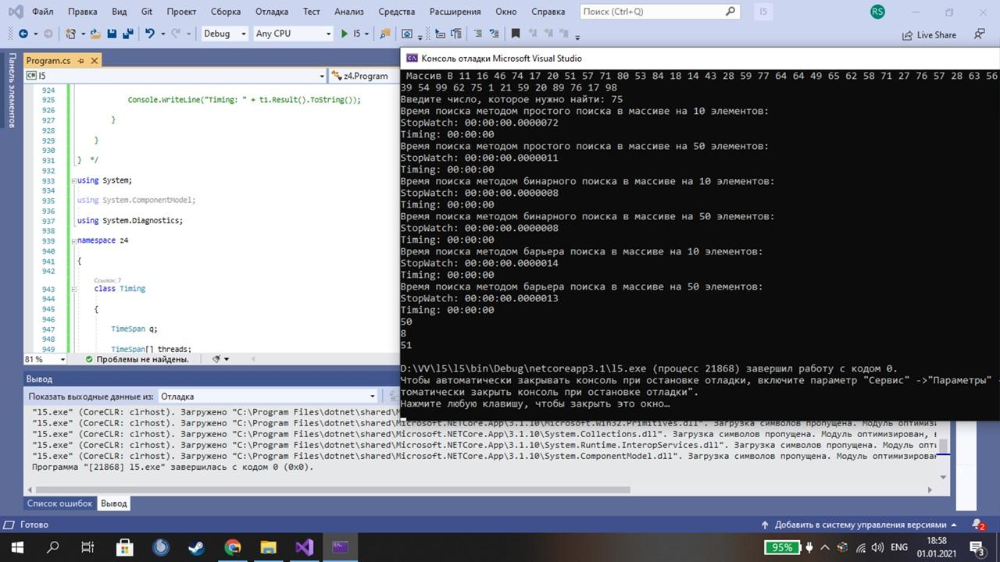 Файл Правка Вид Git Проект Сборка Отладка Тест Анализ Средства Расширения Окно Справка Поиск (Ctrl+Q) l5 RS
Debug Any CPU l5 Live Share
Панель элементов
Program.cs
l5 z4.Program
924
925 Console.WriteLine("Timing: " + t1.Result().ToString());
926
927 }
928
929 }
930
931 } */
932
933 using System;
934
935 using System.ComponentModel;
936
937 using System.Diagnostics;
938
939 namespace z4
940
941 {
942
Ссылок: 7
943 class Timing
944
945 {
946
947 TimeSpan q;
948
949 TimeSpan[] threads;
81 % Проблемы не найдены.
Консоль отладки Microsoft Visual Studio
Массив B 11 16 46 74 17 20 51 57 71 80 53 84 18 14 43 28 59 77 64 64 49 65 62 58 71 27 76 57 28 63 56
39 54 99 62 75 1 21 59 20 89 76 17 98
Введите число, которое нужно найти: 75
Время поиска методом простого поиска в массиве на 10 элементов:
StopWatch: 00:00:00.0000072
Timing: 00:00:00
Время поиска методом простого поиска в массиве на 50 элементов:
StopWatch: 00:00:00.0000011
Timing: 00:00:00
Время поиска методом бинарного поиска в массиве на 10 элементов:
StopWatch: 00:00:00.0000008
Timing: 00:00:00
Время поиска методом бинарного поиска в массиве на 50 элементов:
StopWatch: 00:00:00.0000008
Timing: 00:00:00
Время поиска методом барьера поиска в массиве на 10 элементов:
StopWatch: 00:00:00.0000014
Timing: 00:00:00
Время поиска методом барьера поиска в массиве на 50 элементов:
StopWatch: 00:00:00.0000013
Timing: 00:00:00
50
8
51
D:\VV\l5\l5\bin\Debug\netcoreapp3.1\l5.exe (процесс 21868) завершил работу с кодом 0.
Чтобы автоматически закрывать консоль при остановке отладки, включите параметр "Сервис" ->"Параметры" -
томатически закрыть консоль при остановке отладки".
Нажмите любую клавишу, чтобы закрыть это окно…
Вывод
Показать выходные данные из: Отладка
"l5.exe" (CoreCLR: clrhost). Загружено "C:\Program Files\dotnet\shared\M
"l5.exe" (CoreCLR: clrhost). Загружено "C:\Program Files\dotnet\shared\Microsoft.NETCore.App\3.1.10\Microsoft.Win32.Primitives.dll". Загрузка символов пропущена. Модуль оптимиз
"l5.exe" (CoreCLR: clrhost). Загружено "C:\Program Files\dotnet\shared\Microsoft.NETCore.App\3.1.10\System.Collections.dll". Загрузка символов пропущена. Модуль оптимизирован, в
"l5.exe" (CoreCLR: clrhost). Загружено "C:\Program Files\dotnet\shared\Microsoft.NETCore.App\3.1.10\System.Runtime.InteropServices.dll". Загрузка символов пропущена. Модуль опти
"l5.exe" (CoreCLR: clrhost). Загружено "C:\Program Files\dotnet\shared\Microsoft.NETCore.App\3.1.10\System.ComponentModel.dll". Загрузка символов пропущена. Модуль оптимизирова
Программа "[21868] l5.exe" завершилась с кодом 0 (0x0).
Список ошибок Вывод
Готово Добавить в систему управления версиями 2
95% ENG 18:58
01.01.2021 3